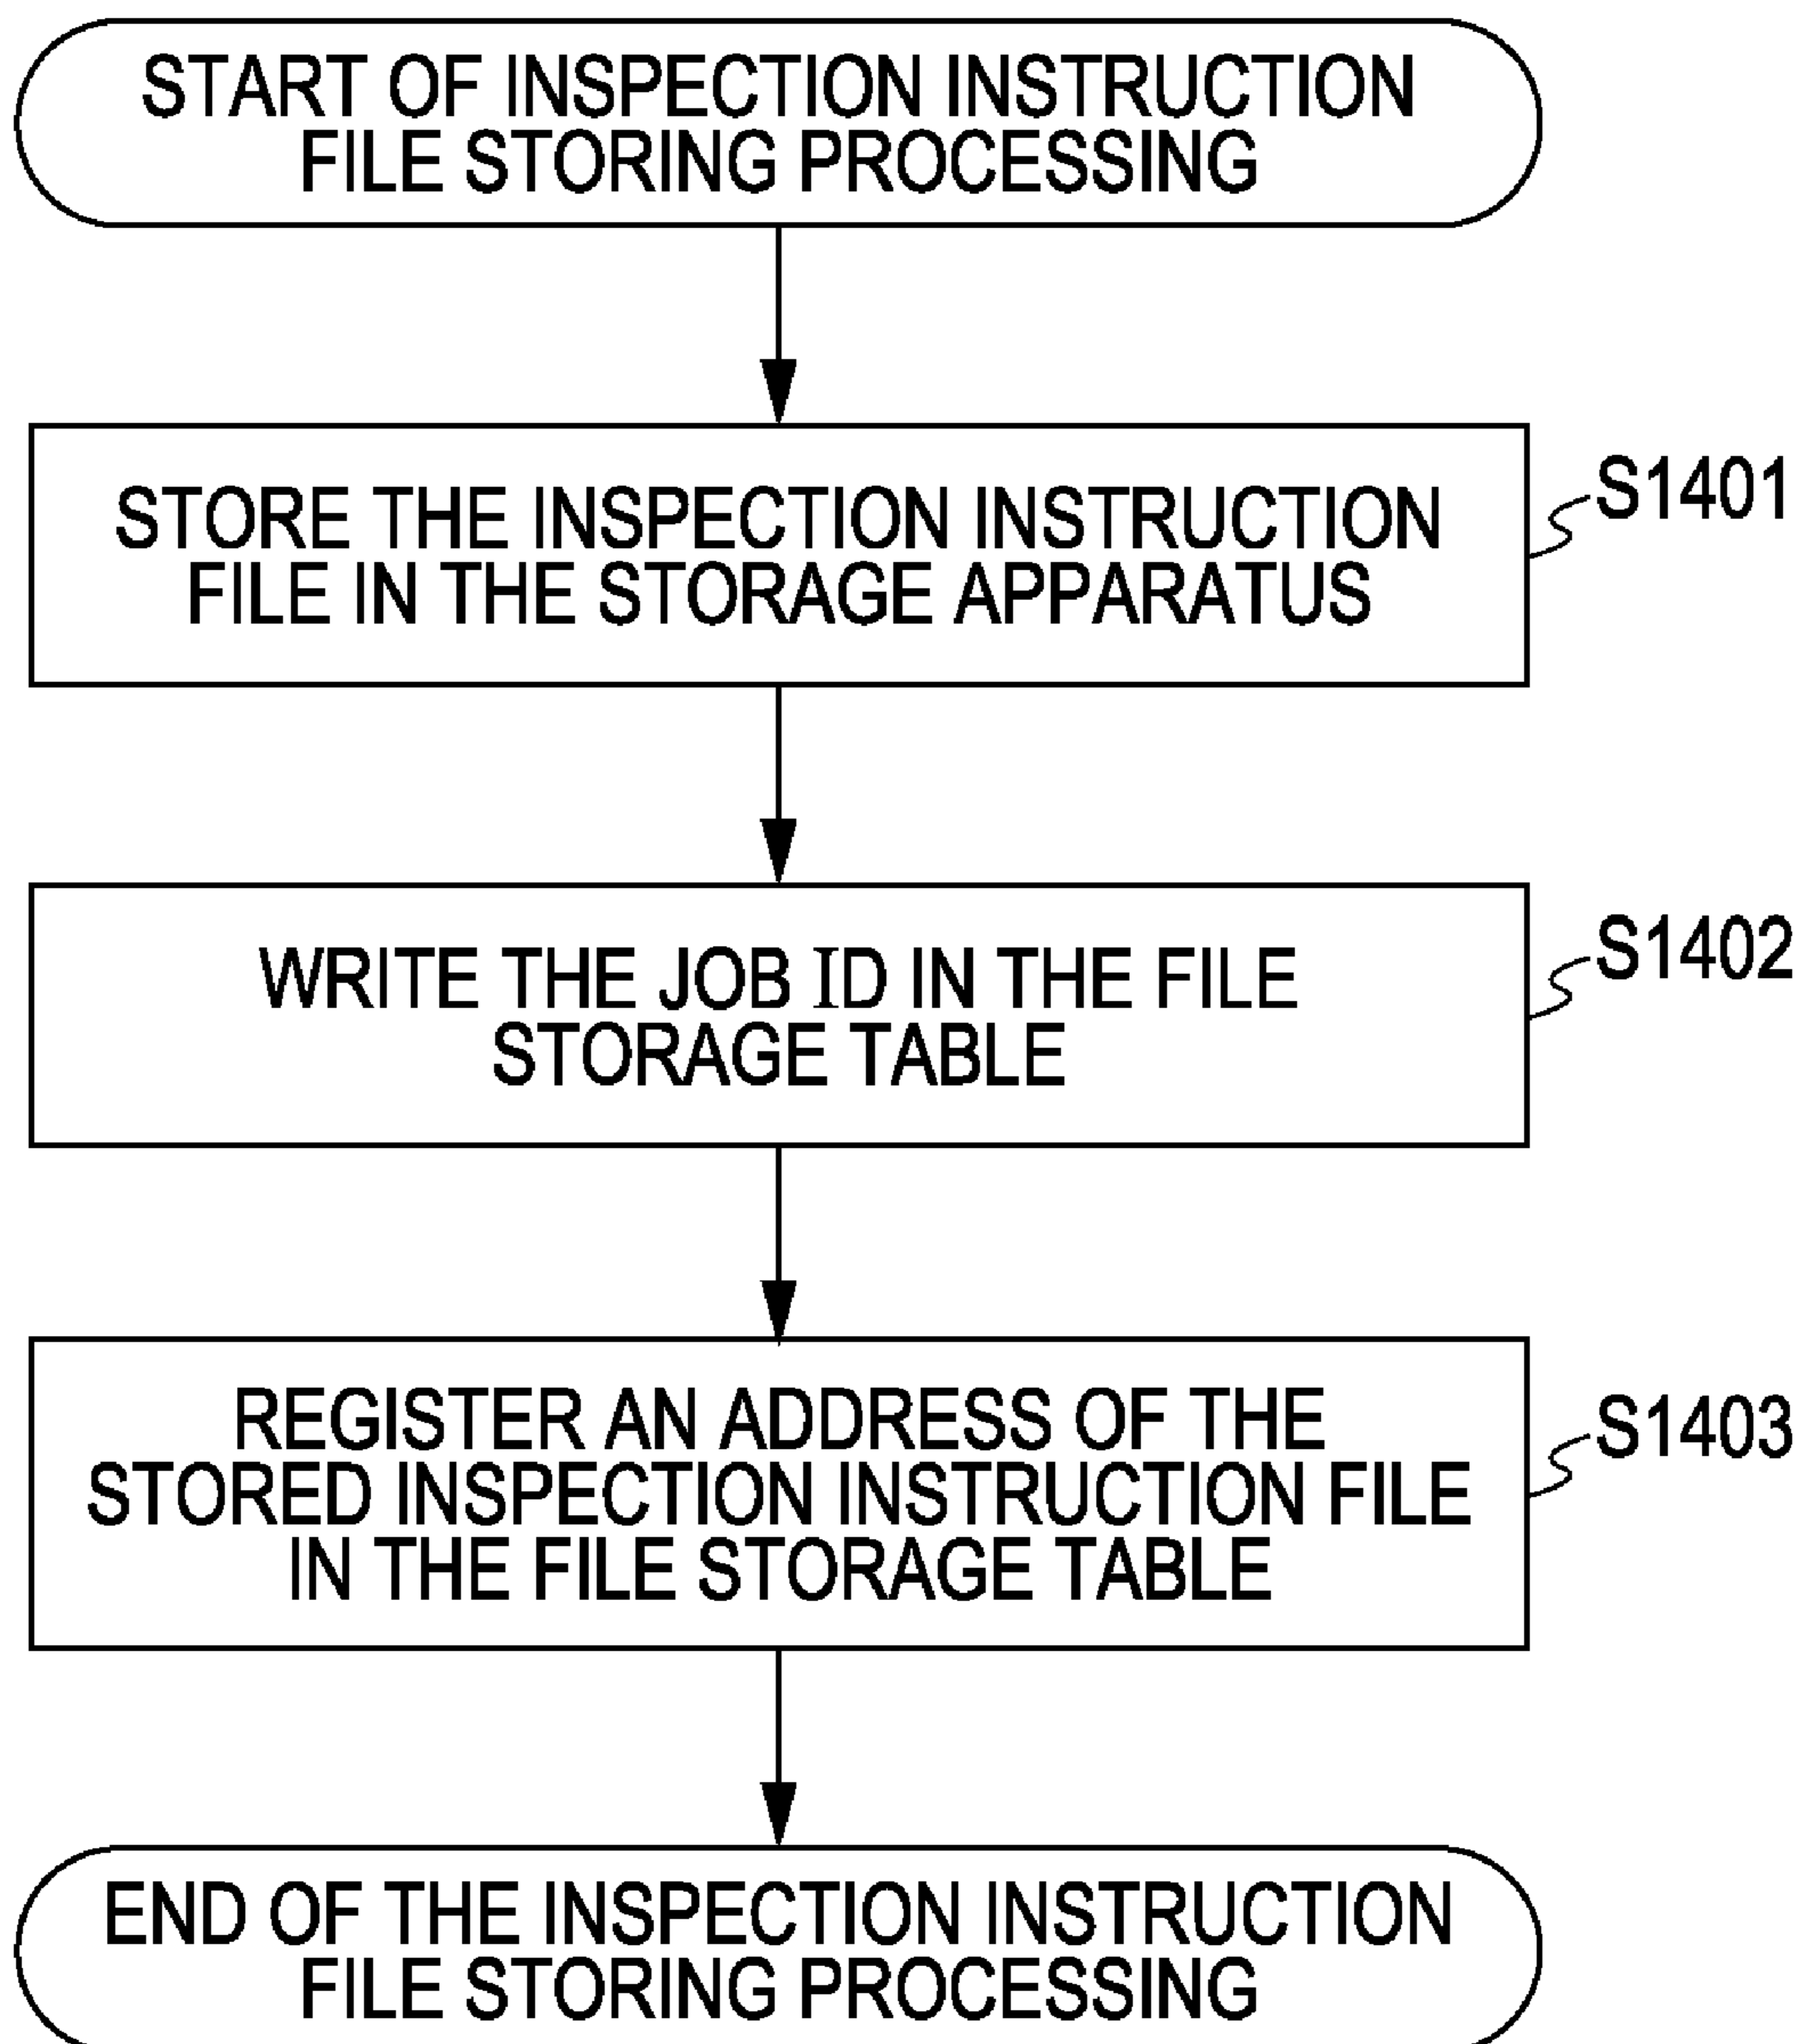 START OF INSPECTION INSTRUCTION
FILE STORING PROCESSING
STORE THE INSPECTION INSTRUCTION
FILE IN THE STORAGE APPARATUS
S1401
WRITE THE JOB ID IN THE FILE
STORAGE TABLE
S1402
REGISTER AN ADDRESS OF THE
STORED INSPECTION INSTRUCTION FILE
IN THE FILE STORAGE TABLE
S1403
END OF THE INSPECTION INSTRUCTION
FILE STORING PROCESSING